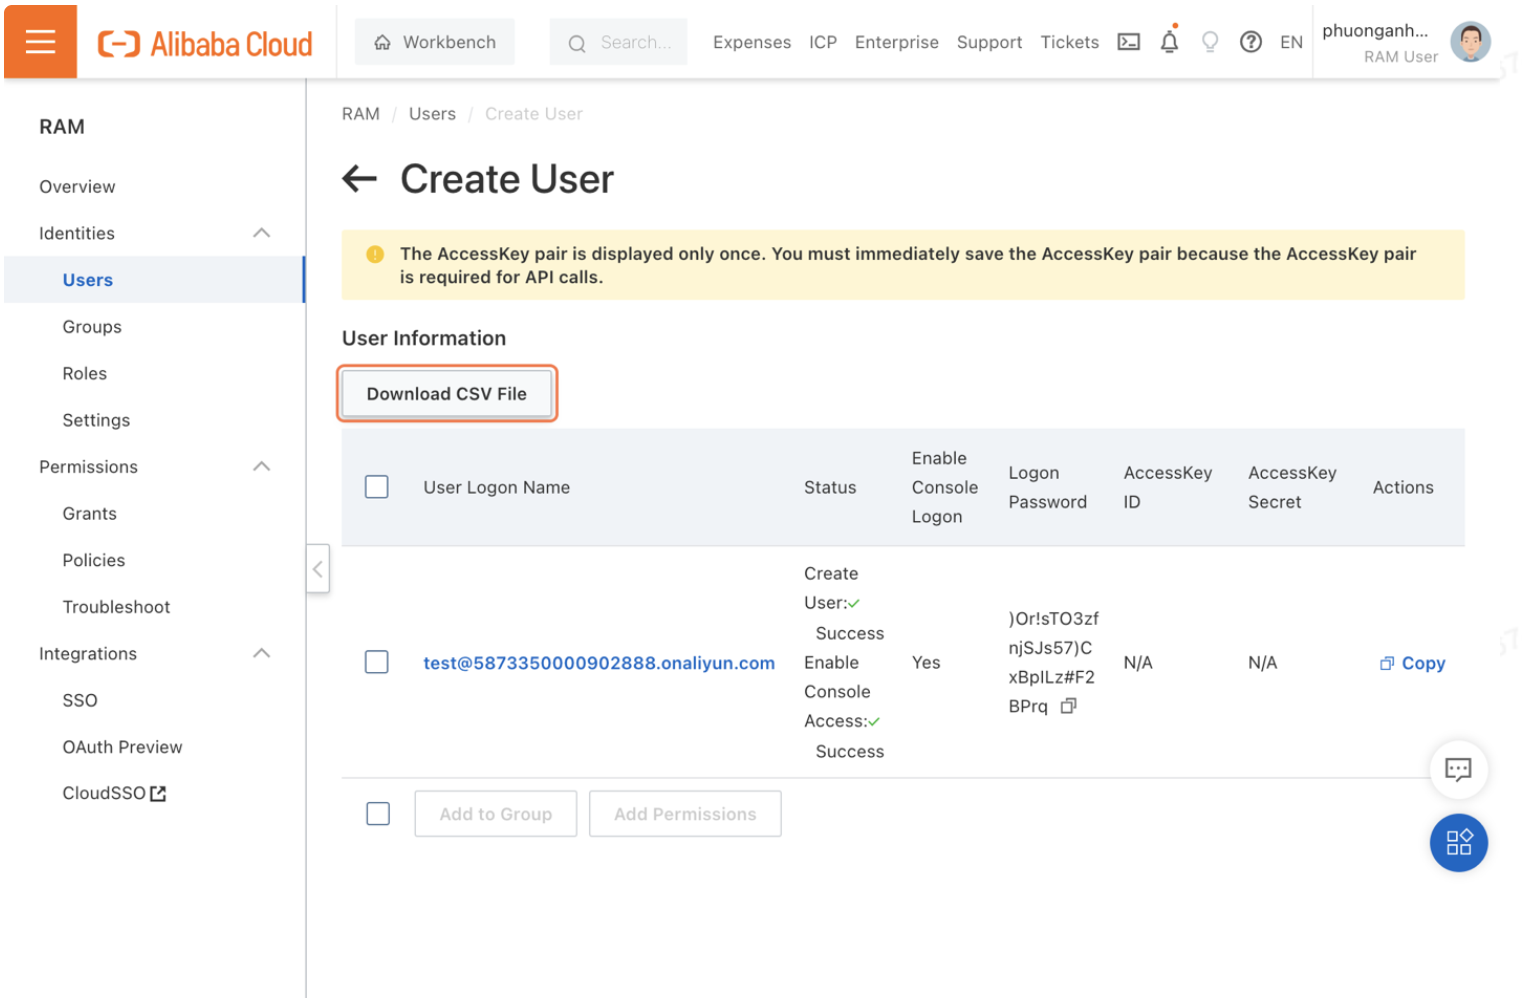 Alibaba Cloud
Workbench
Search...
Expenses
ICP
Enterprise
Support
Tickets
EN
phuonganh...
RAM User
RAM
Overview
Identities
Users
Groups
Roles
Settings
Permissions
Grants
Policies
Troubleshoot
Integrations
SSO
OAuth Preview
CloudSSO
RAM / Users / Create User
Create User
The AccessKey pair is displayed only once. You must immediately save the AccessKey pair because the AccessKey pair
is required for API calls.
User Information
Download CSV File
User Logon Name
Status
Enable
Console
Logon
Logon
Password
AccessKey
ID
AccessKey
Secret
Actions
test@5873350000902888.onaliyun.com
Create
User:
Success
Enable
Console
Access:
Success
Yes
)Or!sTO3zf
njSJs57)C
xBpILz#F2
BPrq
N/A
N/A
Copy
Add to Group
Add Permissions